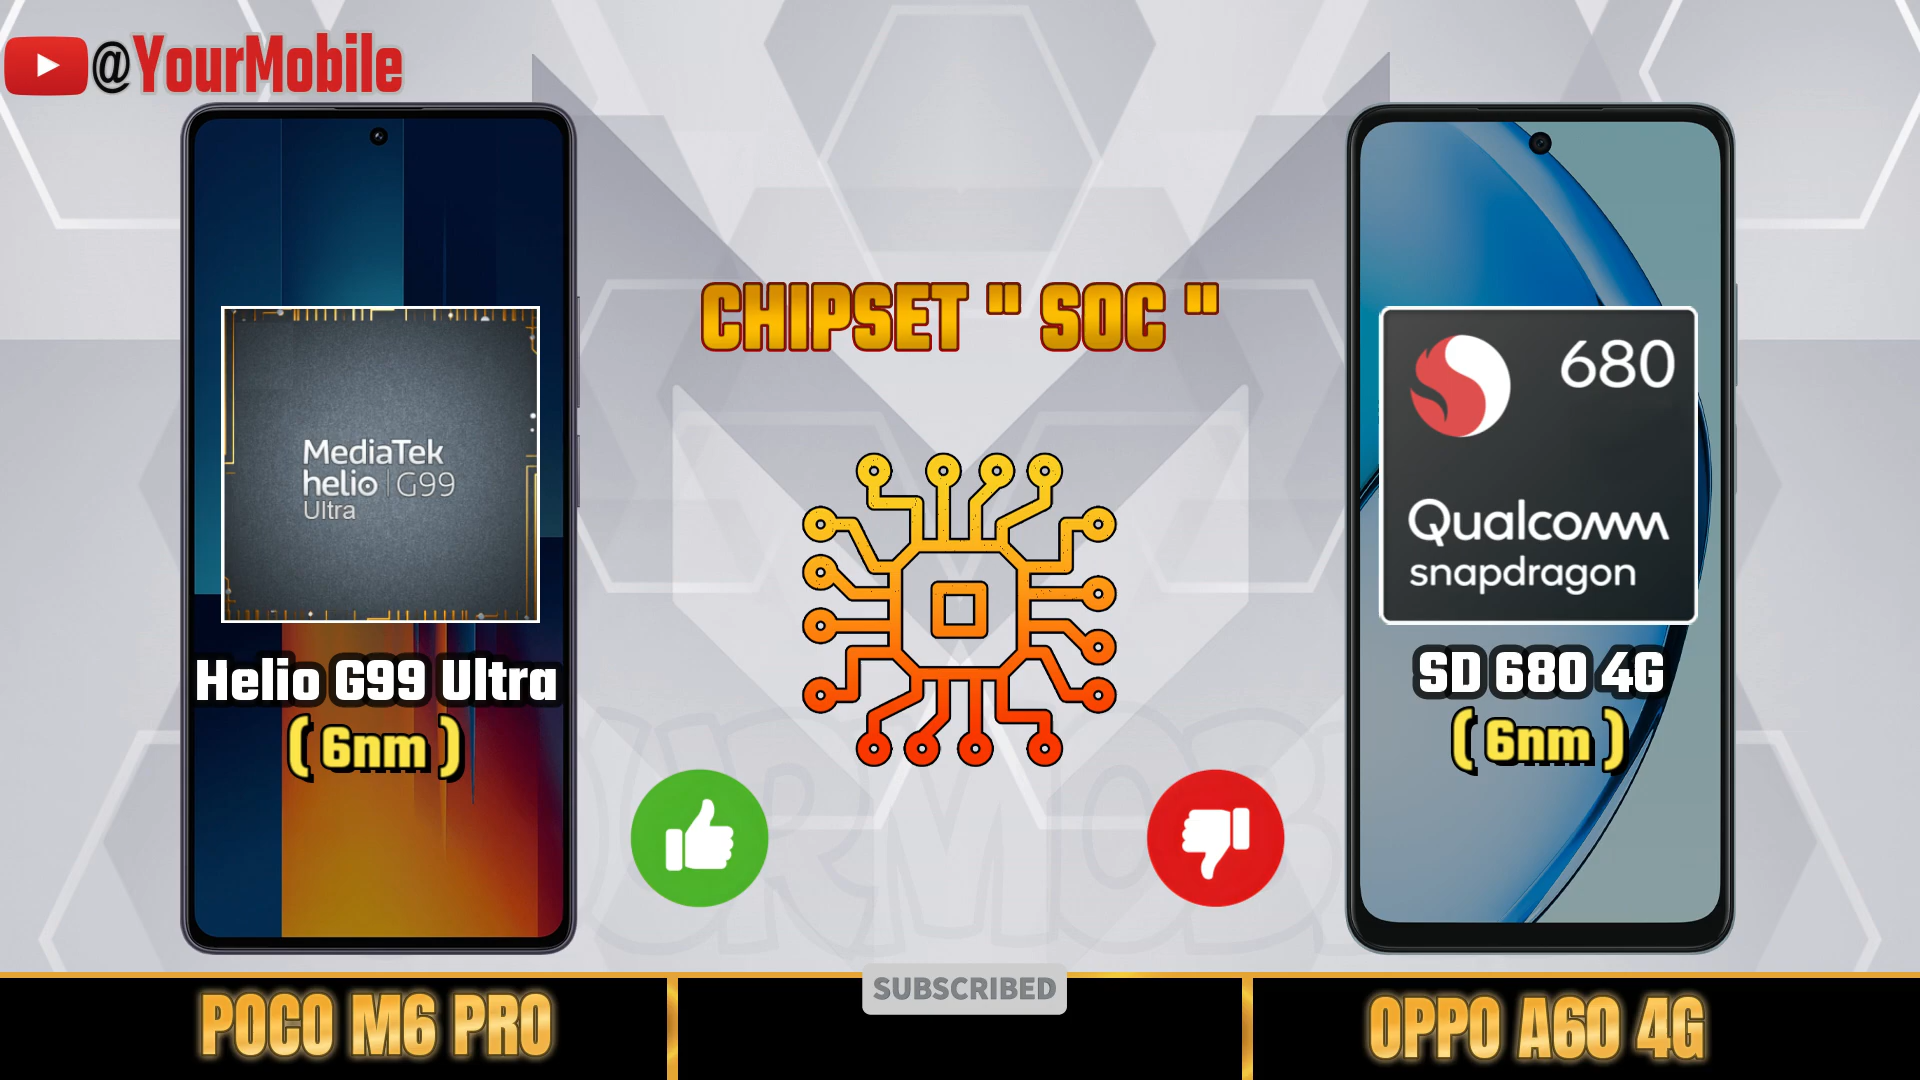 @YourMobile
CHIPSET " SOC "
MediaTek
helio | G99
Ultra
Helio G99 Ultra
( 6nm )
680
Qualcomm
snapdragon
SD 680 4G
( 6nm )
SUBSCRIBED
POCO M6 PRO
OPPO A60 4G